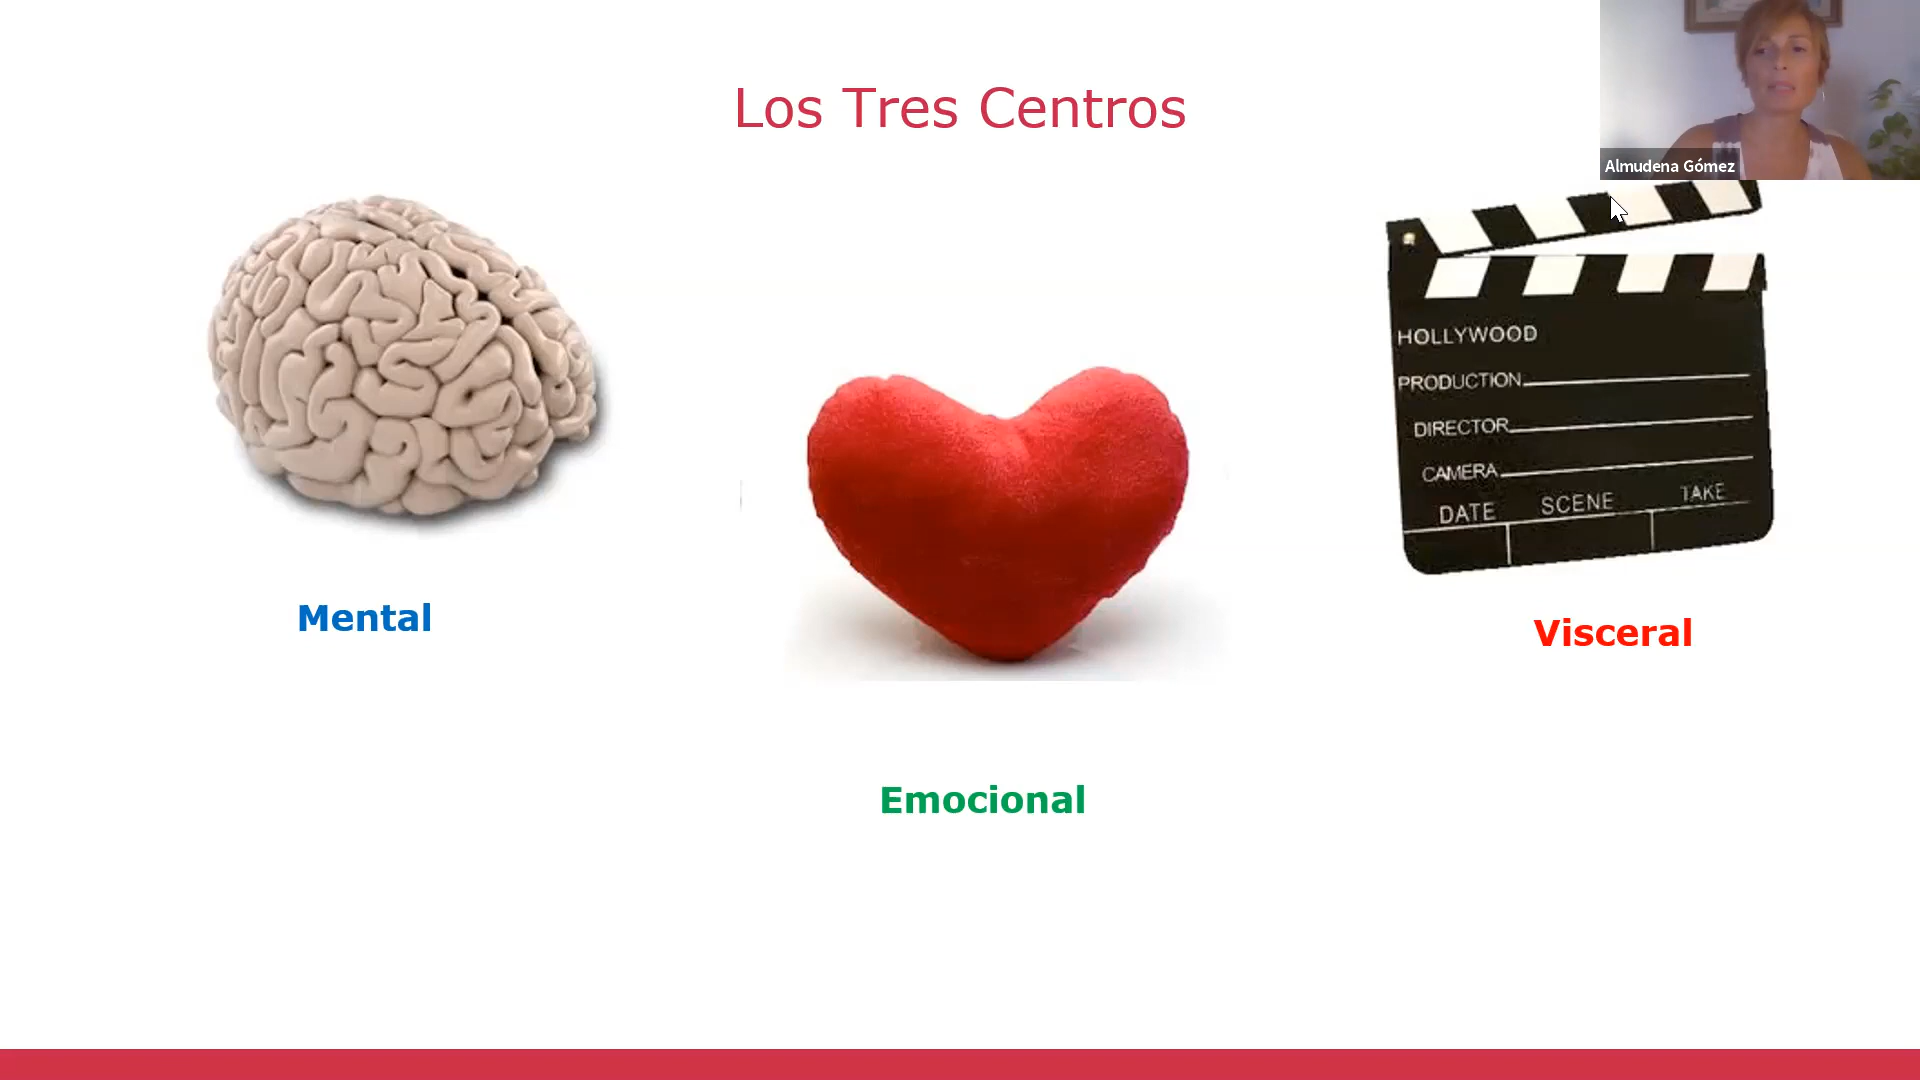 Los Tres Centros
Almudena Gómez
HOLLYWOOD
PRODUCTION
DIRECTOR
CAMERA
DATE SCENE TAKE
Mental
Visceral
Emocional